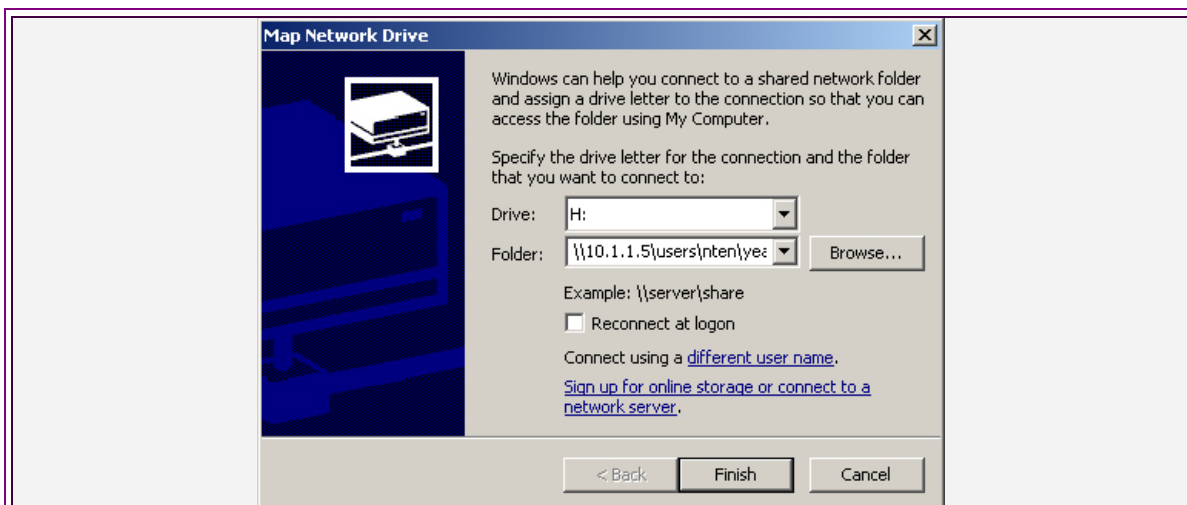 Map Network Drive
Windows can help you connect to a shared network folder
and assign a drive letter to the connection so that you can
access the folder using My Computer.
Specify the drive letter for the connection and the folder
that you want to connect to:
Drive: H:
Folder: \\10.1.1.5\users\nten\yea Browse...
Example: \\server\share
Reconnect at logon
Connect using a different user name.
Sign up for online storage or connect to a
network server.
< Back Finish Cancel